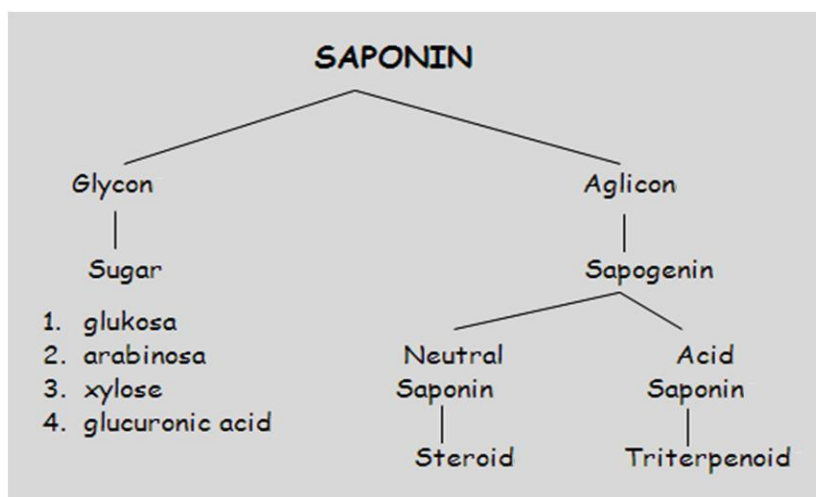 SAPONIN
Glycon
Aglicon
Sugar
Sapogenin
1. glukosa
2. arabinosa
3. xylose
4. glucuronic acid
Neutral
Saponin
Acid
Saponin
Steroid
Triterpenoid